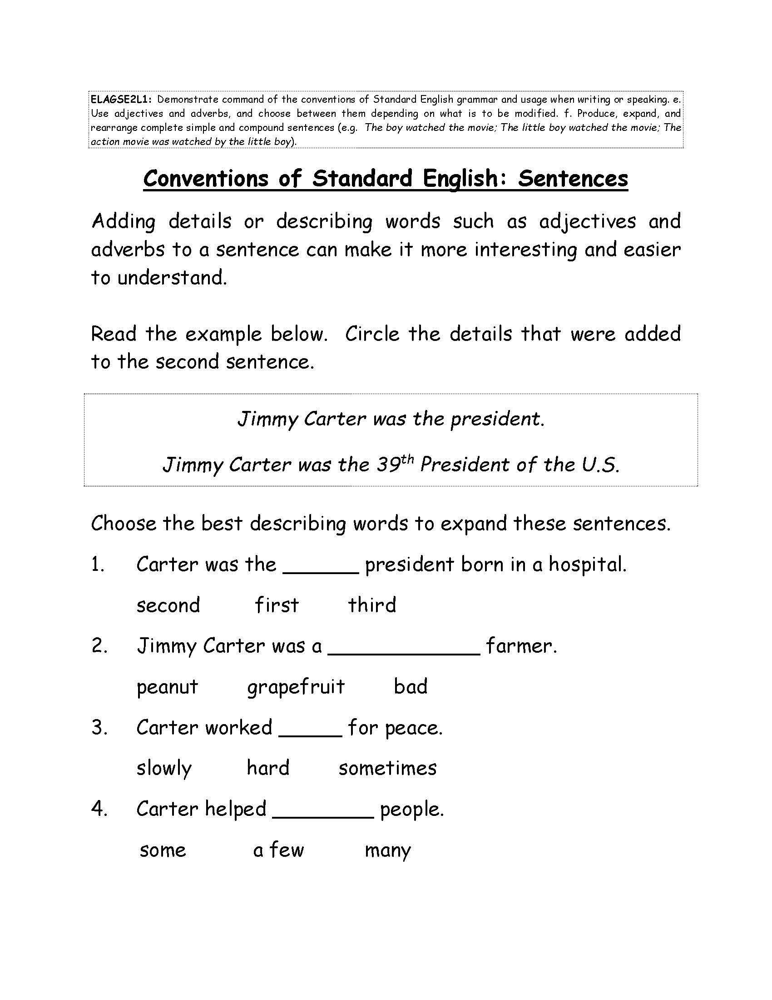 ELAGSE2L1: Demonstrate command of the conventions of Standard English grammar and usage when writing or speaking. e.
Use adjectives and adverbs, and choose between them depending on what is to be modified. f. Produce, expand, and
rearrange complete simple and compound sentences (e.g. The boy watched the movie; The little boy watched the movie; The
action movie was watched by the little boy).
Conventions of Standard English: Sentences
Adding details or describing words such as adjectives and
adverbs to a sentence can make it more interesting and easier
to understand.
Read the example below. Circle the details that were added
to the second sentence.
Jimmy Carter was the president.
Jimmy Carter was the 39th President of the U.S.
Choose the best describing words to expand these sentences.
1. Carter was the ______ president born in a hospital.
second first third
2. Jimmy Carter was a ____________ farmer.
peanut grapefruit bad
3. Carter worked _____ for peace.
slowly hard sometimes
4. Carter helped ________ people.
some a few many